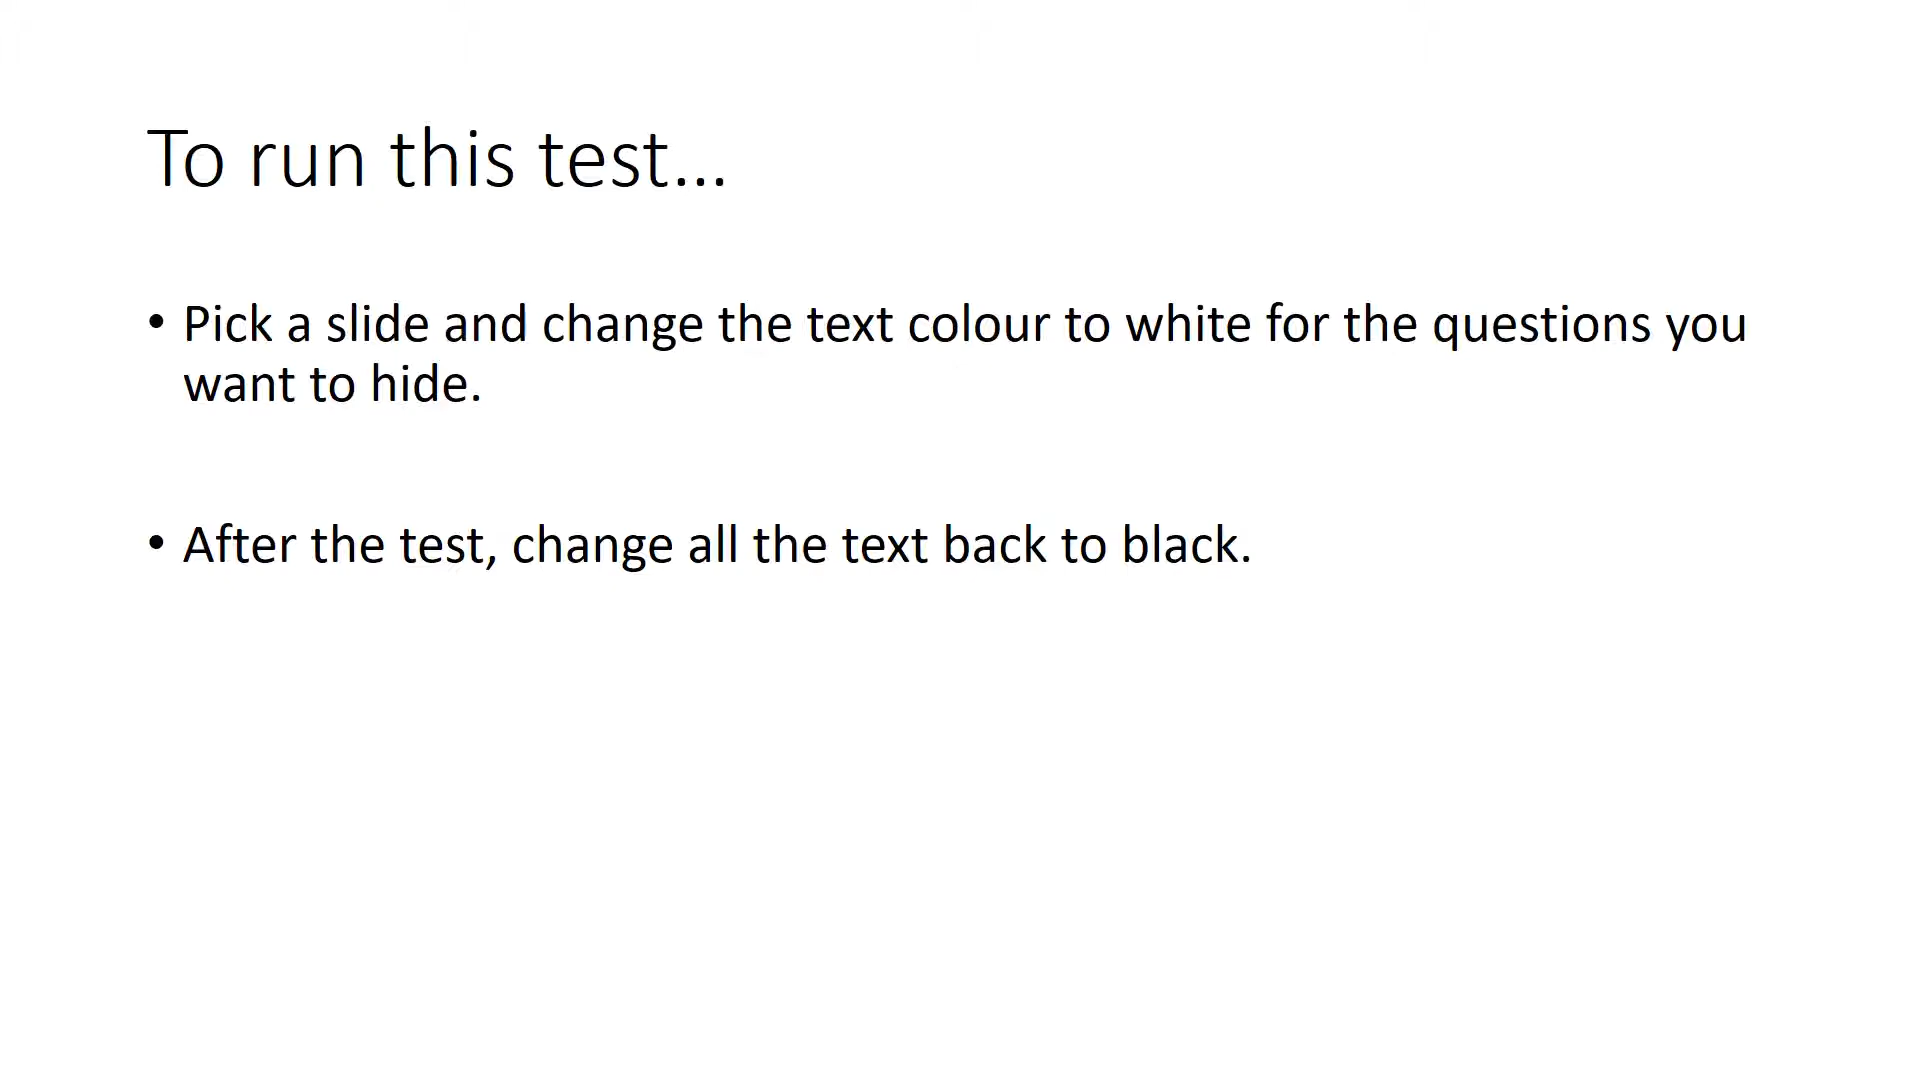 To run this test…
• Pick a slide and change the text colour to white for the questions you
want to hide.
• After the test, change all the text back to black.